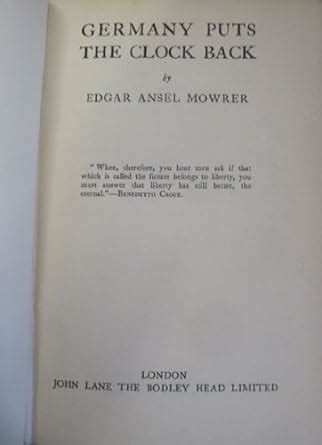 GERMANY PUTS
THE CLOCK BACK
by
EDGAR ANSEL MOWRER
"When, therefore, you hear men ask if that
which is called the future belongs to liberty, you
must answer that liberty has still better, the
eternal."—BENEDETTO CROCE.
LONDON
JOHN LANE THE BODLEY HEAD LIMITED